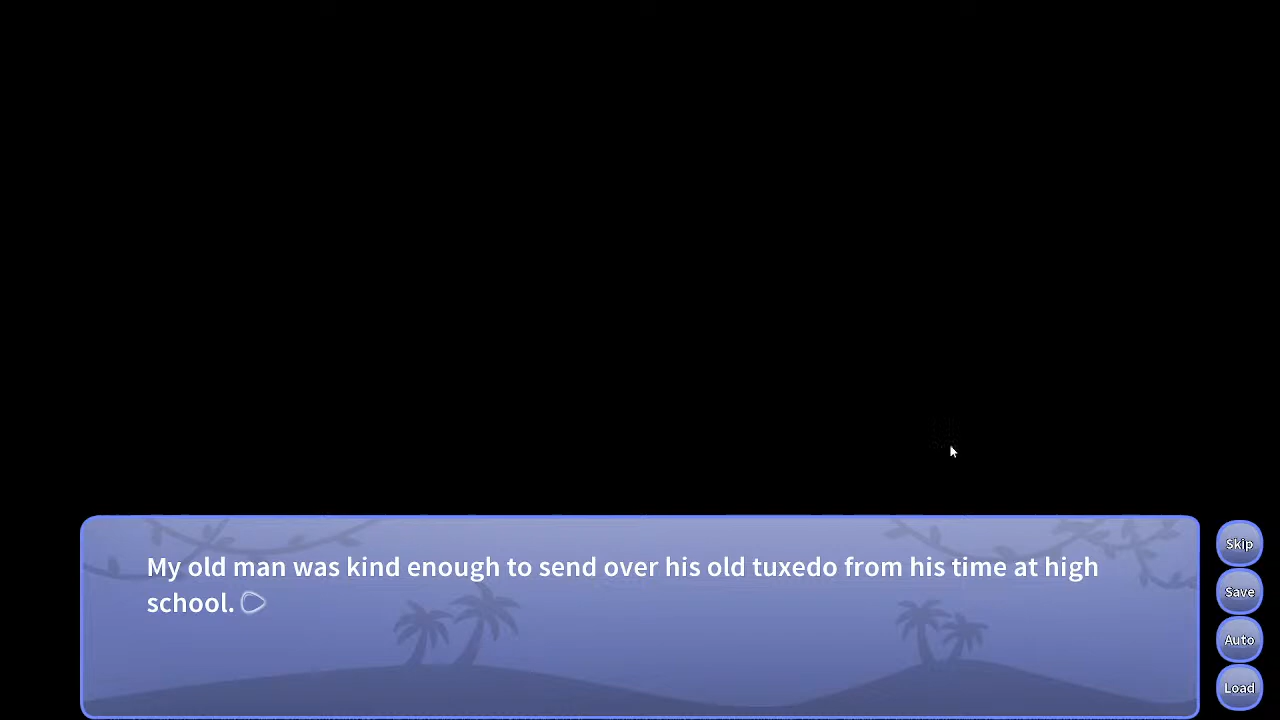 My old man was kind enough to send over his old tuxedo from his time at high
school.
Skip
Save
Auto
Load